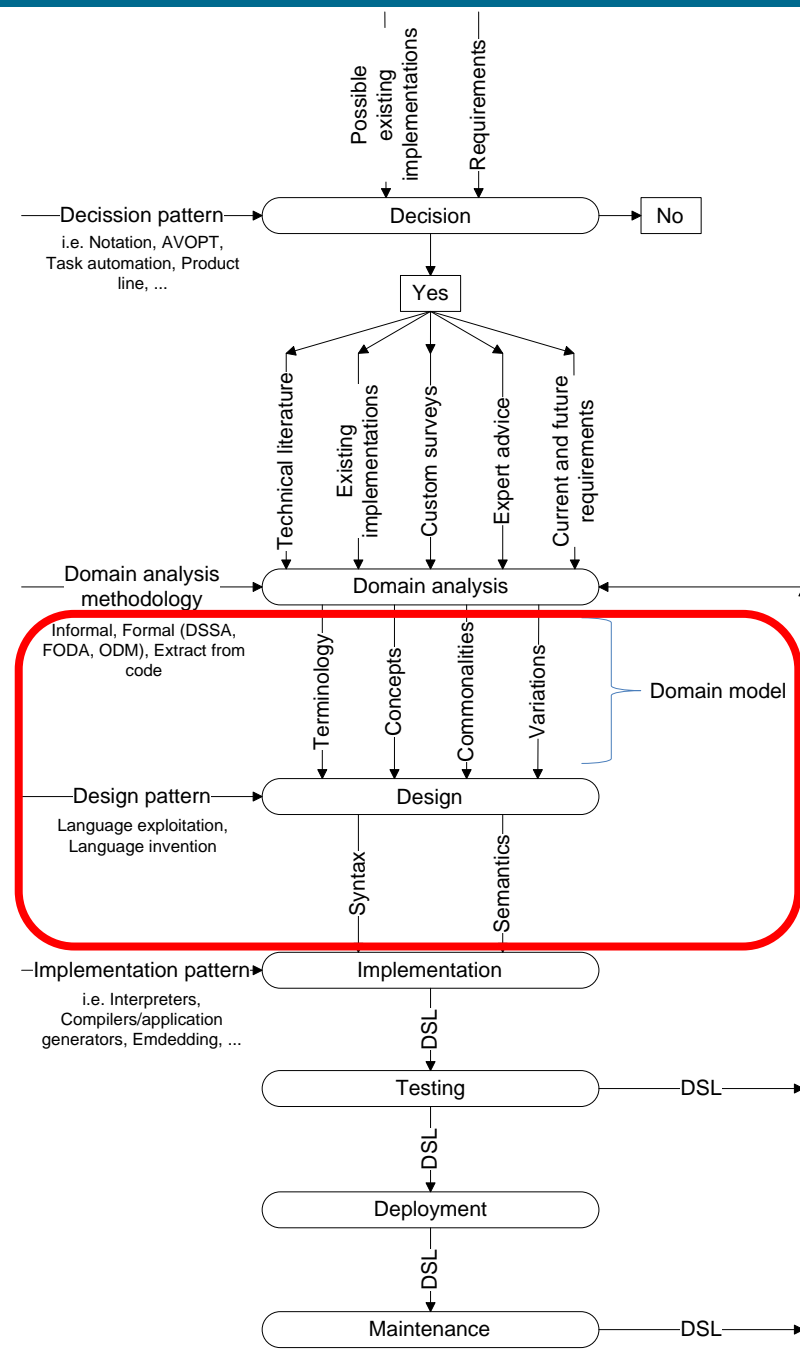 Possible
existing
implementations
Requirements
Decission pattern
i.e. Notation, AVOPT,
Task automation, Product
line, ...
Decision
No
Yes
Technical literature
Existing
implementations
Custom surveys
Expert advice
Current and future
requirements
Domain analysis
methodology
Informal, Formal (DSSA,
FODA, ODM), Extract from
code
Domain analysis
Terminology
Concepts
Commonalities
Variations
Domain model
Design pattern
Language exploitation,
Language invention
Design
Syntax
Semantics
Implementation pattern
i.e. Interpreters,
Compilers/application
generators, Emdedding, ...
Implementation
DSL
Testing
DSL
DSL
Deployment
DSL
Maintenance
DSL